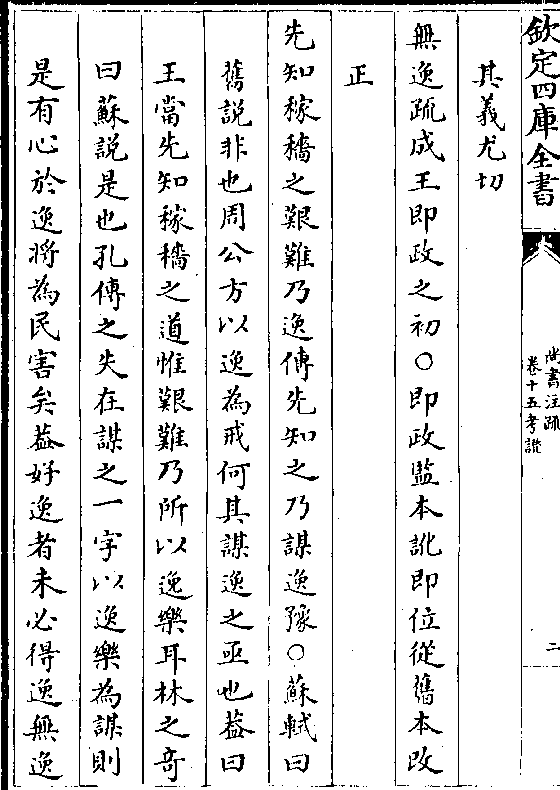 欽定四庫全書
尚書注疏
卷十五考證
二
其義尤切
無逸疏成王即政之初○即政監本訛即位從舊本改
正
先知稼穡之艱難乃逸傳先知之乃謀逸豫○蘇軾曰
舊說非也周公方以逸為戒何其謀逸之亟也葢曰
王當先知稼穡之道惟艱難乃所以逸樂耳林之奇
曰蘇說是也孔傳之失在謀之一字以逸樂為謀則
是有心於逸將為民害矣葢好逸者未必得逸無逸